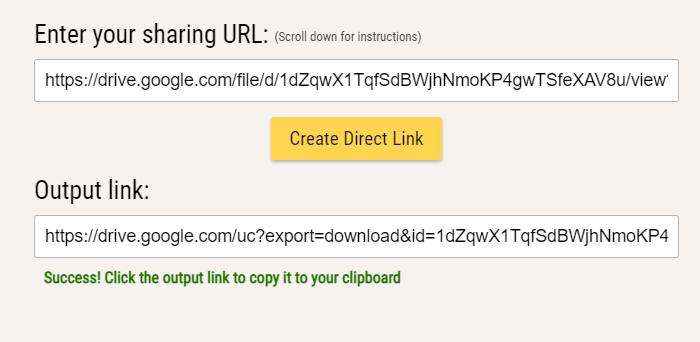 Enter your sharing URL: (Scroll down for instructions)
https://drive.google.com/file/d/1dZqwX1TqfSdBWjhNmoKP4gwTSfeXAV8u/view?
Create Direct Link
Output link:
https://drive.google.com/uc?export=download&id=1dZqwX1TqfSdBWjhNmoKP4
Success! Click the output link to copy it to your clipboard